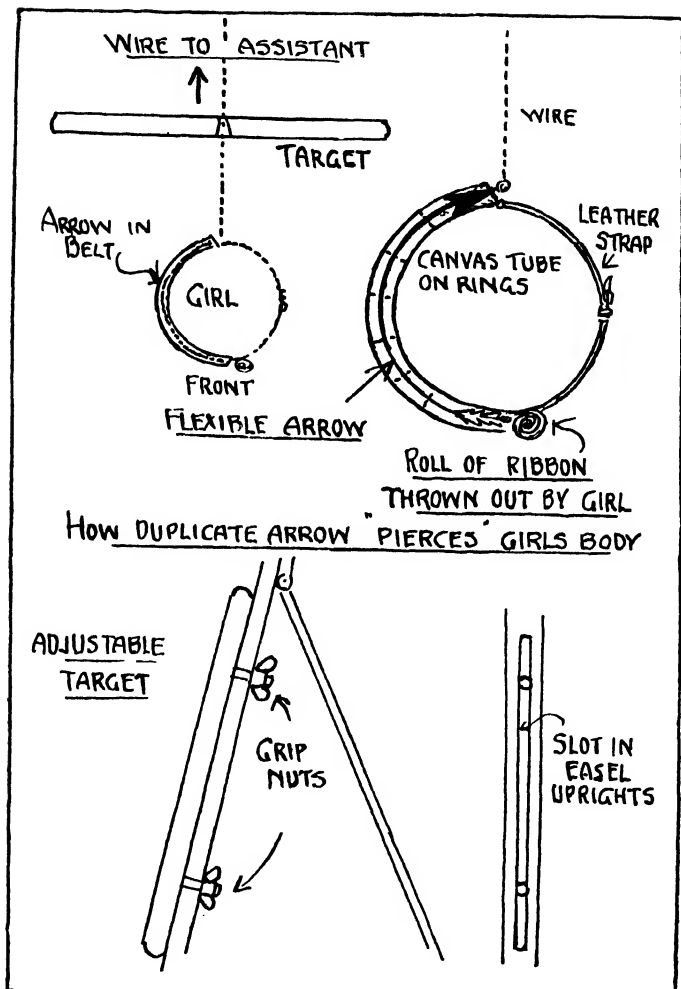 WIRE TO ASSISTANT
TARGET
WIRE
ARROW IN
BELT
GIRL
FRONT
CANVAS TUBE
ON RINGS
LEATHER
STRAP
FLEXIBLE ARROW
ROLL OF RIBBON
THROWN OUT BY GIRL
HOW DUPLICATE ARROW "PIERCES" GIRLS BODY
ADJUSTABLE
TARGET
GRIP
NUTS
SLOT IN
EASEL
UPRIGHTS